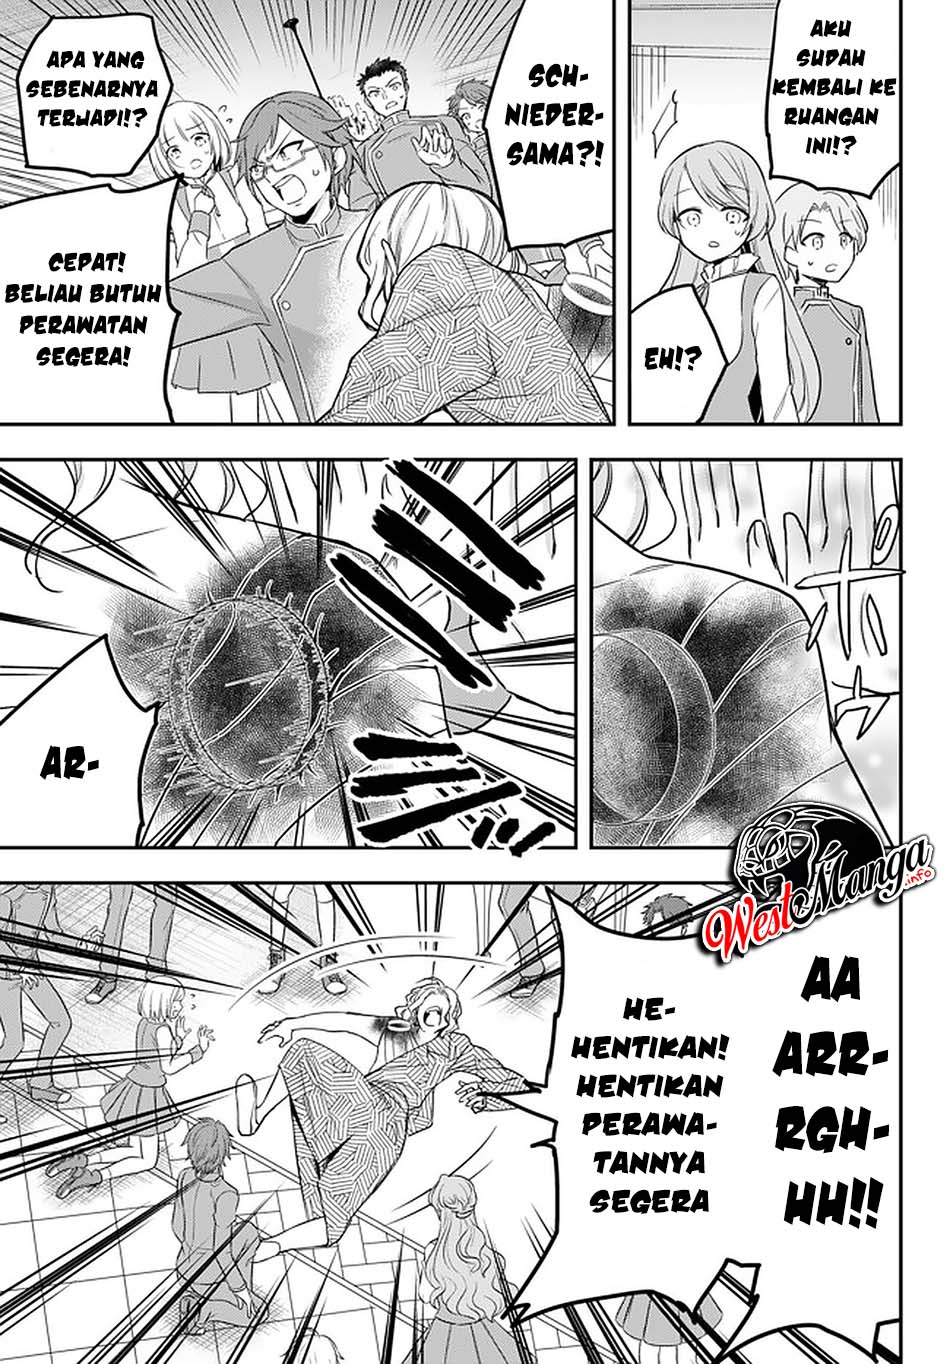 AKU
SUDAH
KEMBALI KE
RUANGAN
INI!?
EH!?
SCH-
NIEDER-
SAMA?!
APA YANG
SEBENARNYA
TERJADI!?
CEPAT!
BELIAU BUTUH
PERAWATAN
SEGERA!
AR-
AA
ARR-
RGH-
HH!!
HE-
HENTIKAN!
HENTIKAN
PERAWA-
TANNYA
SEGERA
WestManga
.info